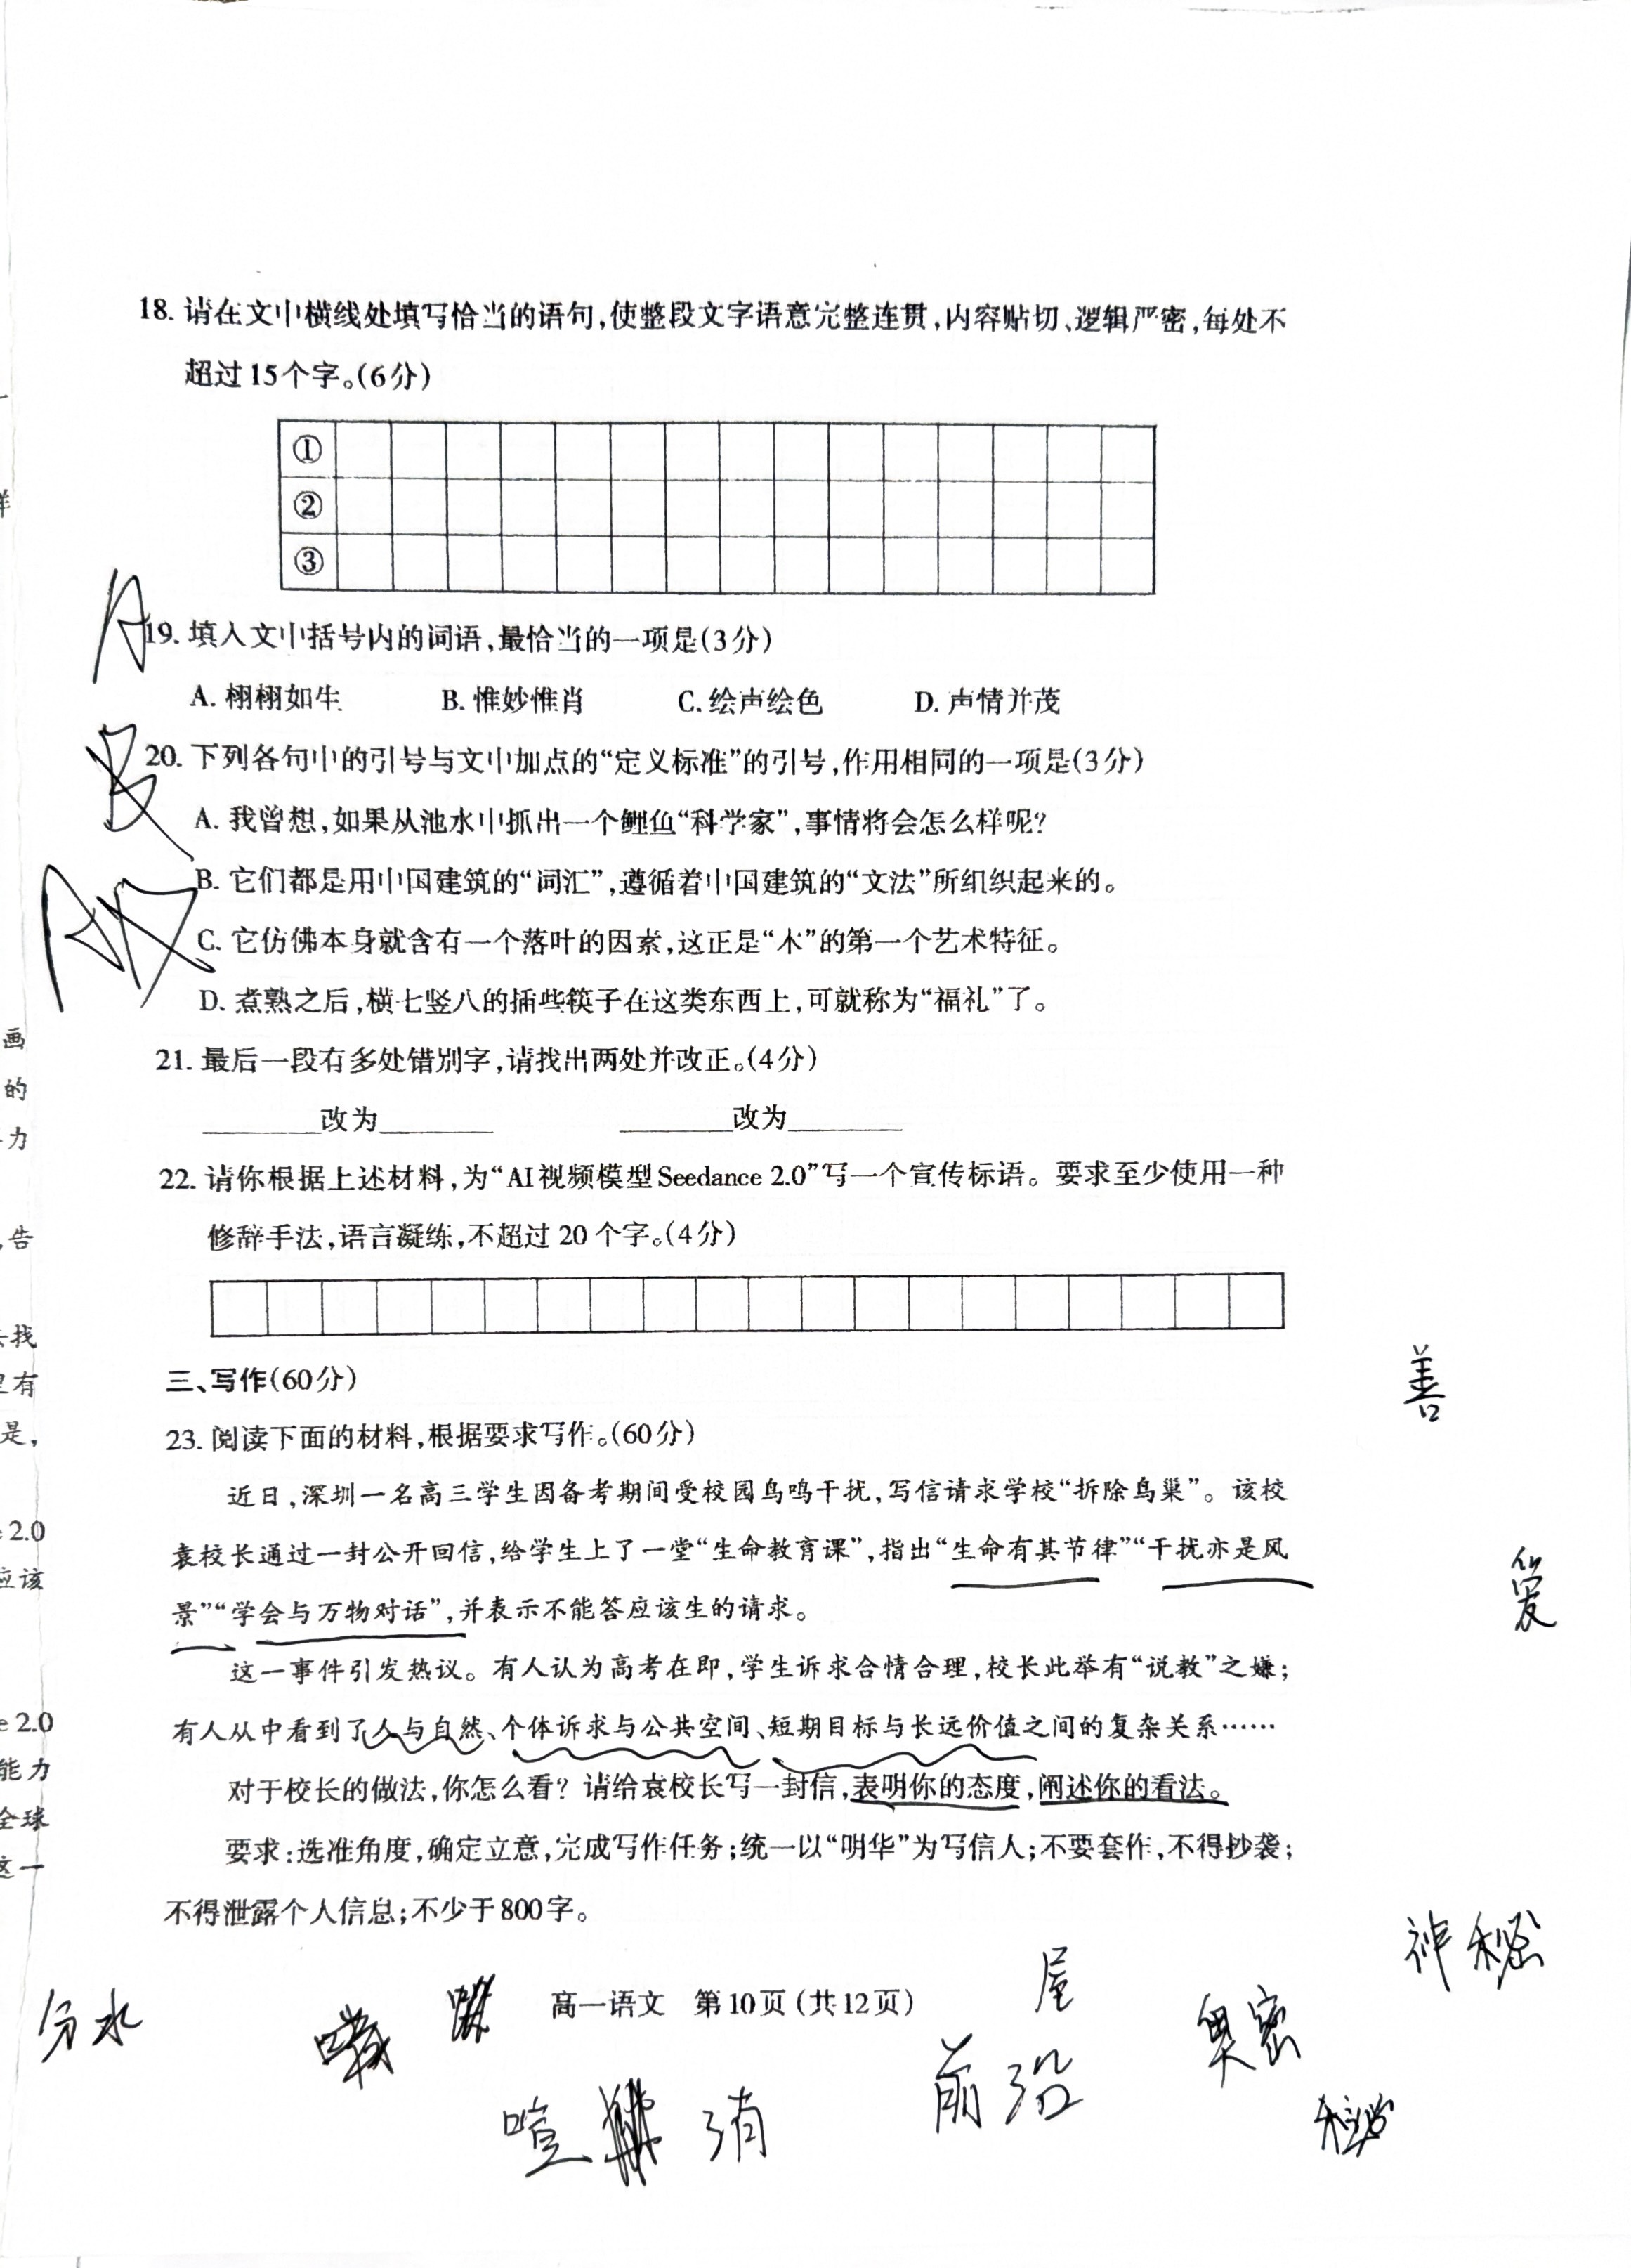 18. 请在文中横线处填写恰当的语句,使整段文字语意完整连贯,内容贴切、逻辑严密,每处不
超过15个字。(6分)
①
②
③
A
19. 填入文中括号内的词语,最恰当的一项是(3分)
A. 栩栩如生 B. 惟妙惟肖 C. 绘声绘色 D. 声情并茂
20. 下列各句中的引号与文中加点的“定义标准”的引号,作用相同的一项是(3分)
A. 我曾想,如果从池水中抓出一个鲤鱼“科学家”,事情将会怎么样呢?
B. 它们都是用中国建筑的“词汇”,遵循着中国建筑的“文法”所组织起来的。
C. 它仿佛本身就含有一个落叶的因素,这正是“木”的第一个艺术特征。
D. 煮熟之后,横七竖八的插些筷子在这类东西上,可就称为“福礼”了。
画
21. 最后一段有多处错别字,请找出两处并改正。(4分)
的
改为 改为
力
22. 请你根据上述材料,为“AI视频模型Seedance 2.0”写一个宣传标语。要求至少使用一种
修辞手法,语言凝练,不超过20个字。(4分)
,告
找
三、写作(60分)
有
善
是,
23. 阅读下面的材料,根据要求写作。(60分)
近日,深圳一名高三学生因备考期间受校园鸟鸣干扰,写信请求学校“拆除鸟巢”。该校
2.0
袁校长通过一封公开回信,给学生上了一堂“生命教育课”,指出“生命有其节律”“干扰亦是风
应该
景”“学会与万物对话”,并表示不能答应该生的请求。
这一事件引发热议。有人认为高考在即,学生诉求合情合理,校长此举有“说教”之嫌;
e 2.0
有人从中看到了人与自然、个体诉求与公共空间、短期目标与长远价值之间的复杂关系……
能力
对于校长的做法,你怎么看?请给袁校长写一封信,表明你的态度,阐述你的看法。
全球
要求:选准角度,确定立意,完成写作任务;统一以“明华”为写信人;不要套作,不得抄袭;
这一
不得泄露个人信息;不少于800字。
神秘
分水
高一语文 第10页(共12页)
屋
奥密
前沿
喧
消